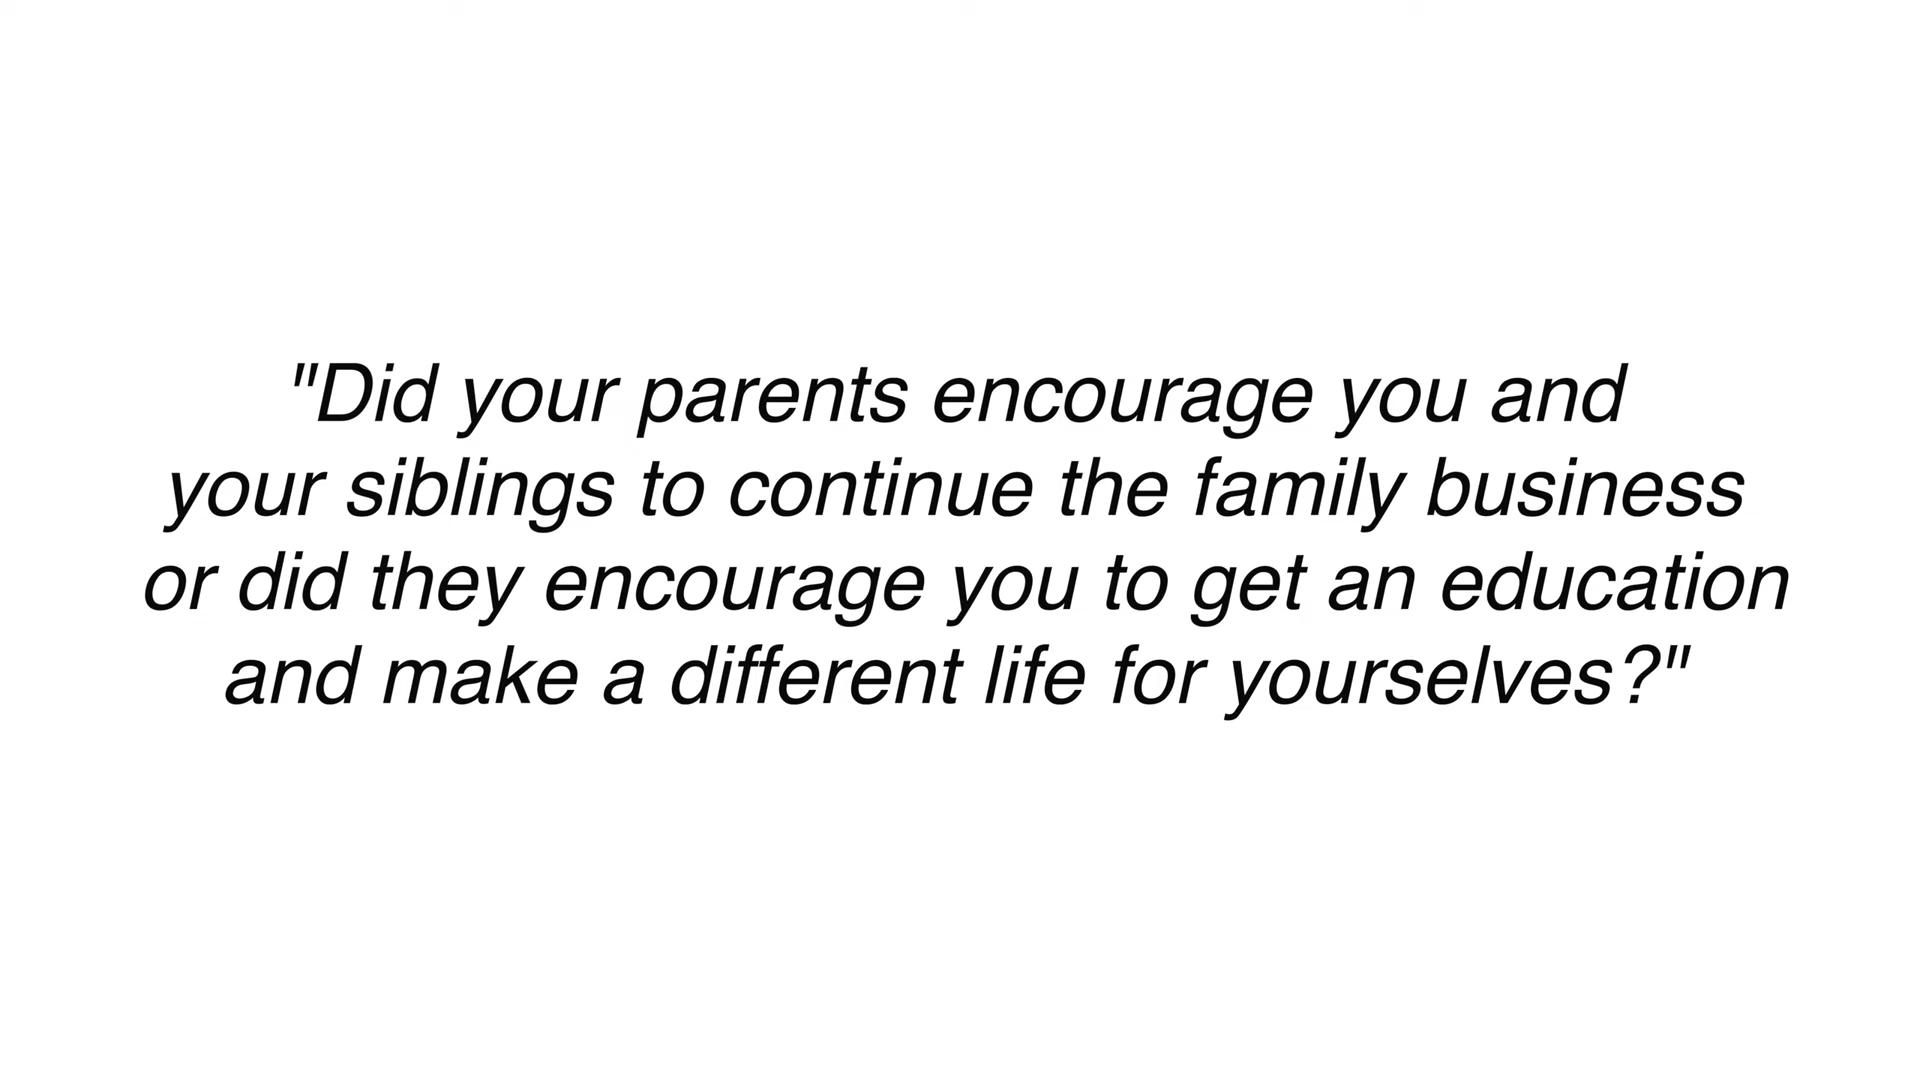 "Did your parents encourage you and
your siblings to continue the family business
or did they encourage you to get an education
and make a different life for yourselves?"